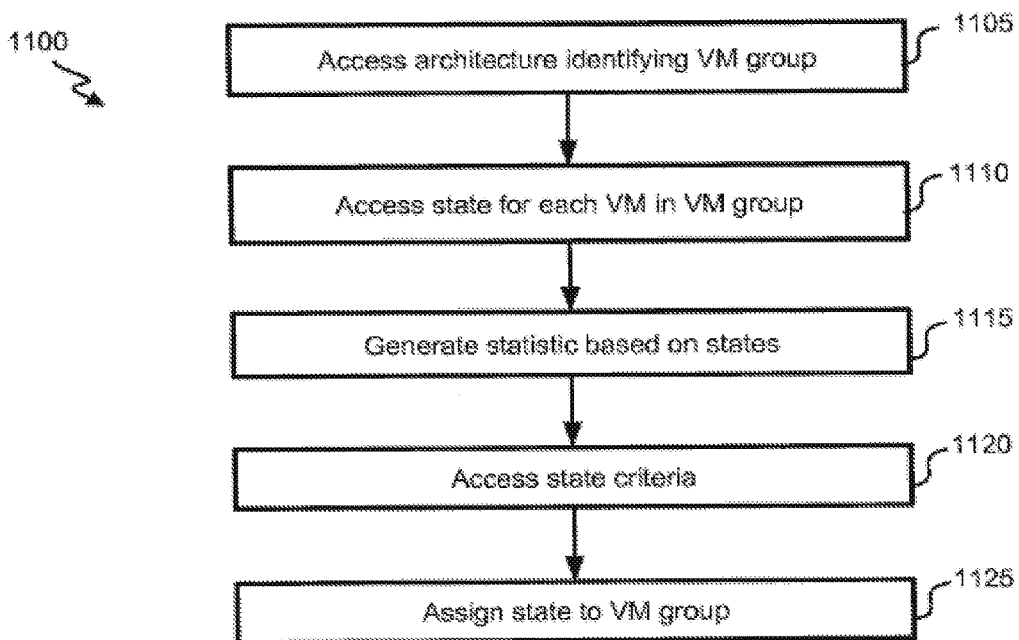 1100
Access architecture identifying VM group
1105
Access state for each VM in VM group
1110
Generate statistic based on states
1115
Access state criteria
1120
Assign state to VM group
1125